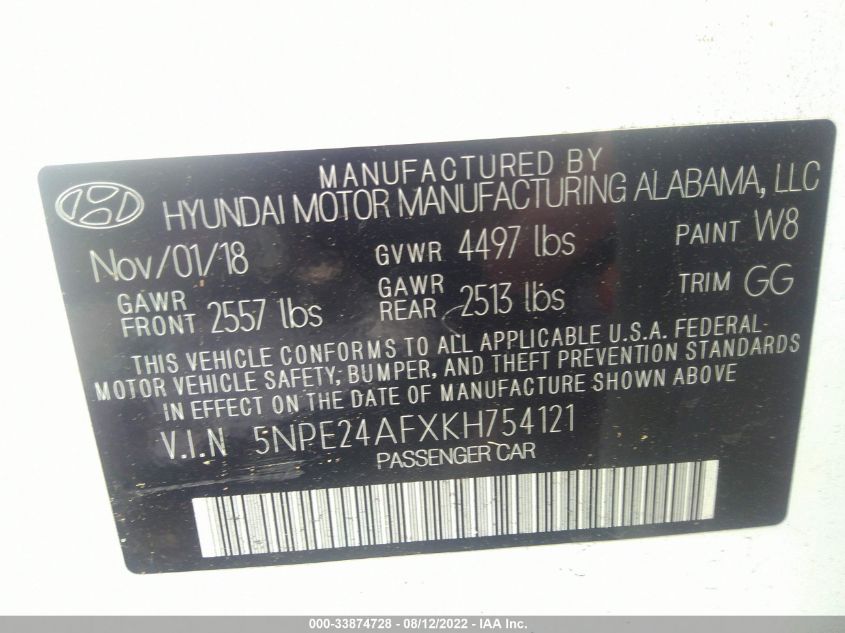 MANUFACTURED BY
HYUNDAI MOTOR MANUFACTURING ALABAMA, LLC
Nov/01/18 GVWR 4497 lbs PAINT W8
GAWR FRONT 2557 lbs GAWR REAR 2513 lbs TRIM GG
THIS VEHICLE CONFORMS TO ALL APPLICABLE U.S.A. FEDERAL
MOTOR VEHICLE SAFETY, BUMPER, AND THEFT PREVENTION STANDARDS
IN EFFECT ON THE DATE OF MANUFACTURE SHOWN ABOVE
V.I.N 5NPE24AFXKH754121
PASSENGER CAR
000-33874728 - 08/12/2022 - IAA Inc.